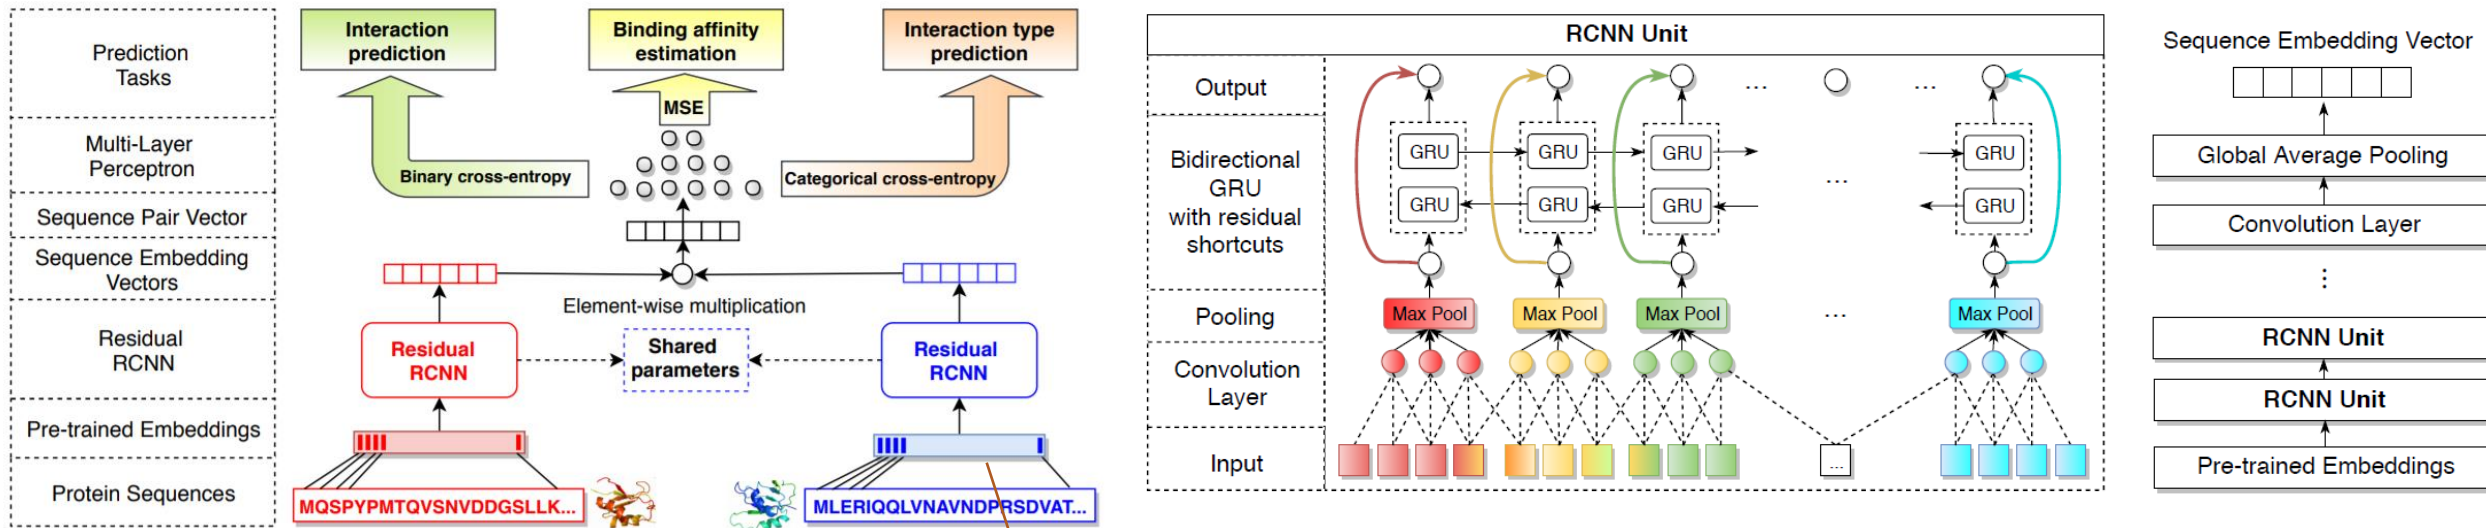 Prediction
Tasks
Multi-Layer
Perceptron
Sequence Pair Vector
Sequence Embedding
Vectors
Residual
RCNN
Pre-trained Embeddings
Protein Sequences
Interaction
prediction
Binding affinity
estimation
Interaction type
prediction
MSE
Binary cross-entropy
Categorical cross-entropy
Element-wise multiplication
Residual
RCNN
Shared
parameters
Residual
RCNN
MQSPYPMTQVSNVDDGSLLK...
MLERIQQLVNAVNDPRSDVAT...
RCNN Unit
Output
... ...
Bidirectional
GRU
with residual
shortcuts
GRU GRU GRU GRU
...
GRU GRU GRU GRU
Pooling
Max Pool Max Pool Max Pool ... Max Pool
Convolution
Layer
Input
...
Sequence Embedding Vector
Global Average Pooling
Convolution Layer
⋮
RCNN Unit
RCNN Unit
Pre-trained Embeddings